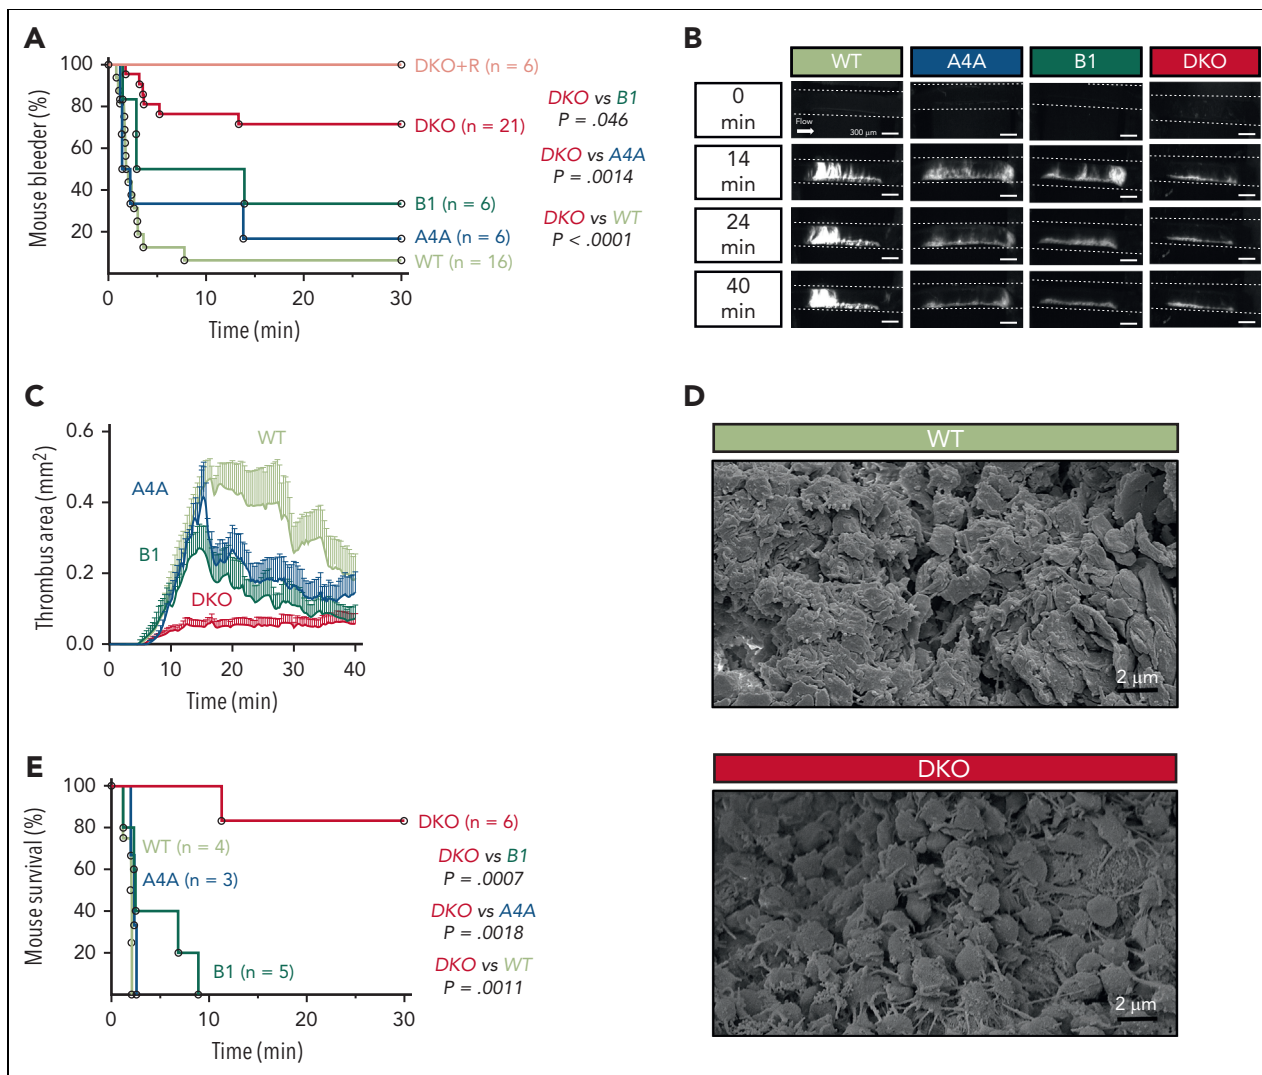 A
100
80
60
40
20
0
10
20
30
Mouse bleeder (%)
Time (min)
DKO+R (n = 6)
DKO (n = 21)
B1 (n = 6)
A4A (n = 6)
WT (n = 16)
DKO vs B1
P = .046
DKO vs A4A
P = .0014
DKO vs WT
P < .0001
B
WT
A4A
B1
DKO
0
min
14
min
24
min
40
min
Flow
300 μm
C
0.6
0.4
0.2
0.0
0
10
20
30
40
Thrombus area (mm2)
Time (min)
WT
A4A
B1
DKO
D
WT
2 μm
DKO
2 μm
E
100
80
60
40
20
0
10
20
30
Mouse survival (%)
Time (min)
DKO (n = 6)
WT (n = 4)
A4A (n = 3)
B1 (n = 5)
DKO vs B1
P = .0007
DKO vs A4A
P = .0018
DKO vs WT
P = .0011